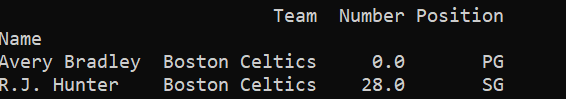 Team Number Position
Name
Avery Bradley Boston Celtics 0.0 PG
R.J. Hunter Boston Celtics 28.0 SG